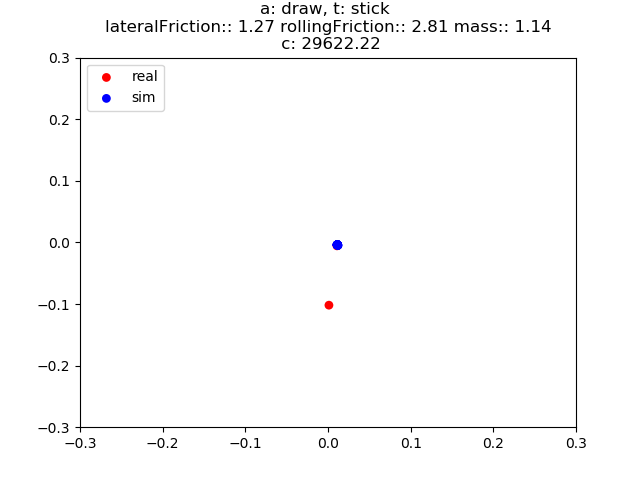 a: draw, t: stick
lateralFriction:: 1.27 rollingFriction:: 2.81 mass:: 1.14
c: 29622.22
real
sim
0.3
0.2
0.1
0.0
−0.1
−0.2
−0.3
−0.3 −0.2 −0.1 0.0 0.1 0.2 0.3